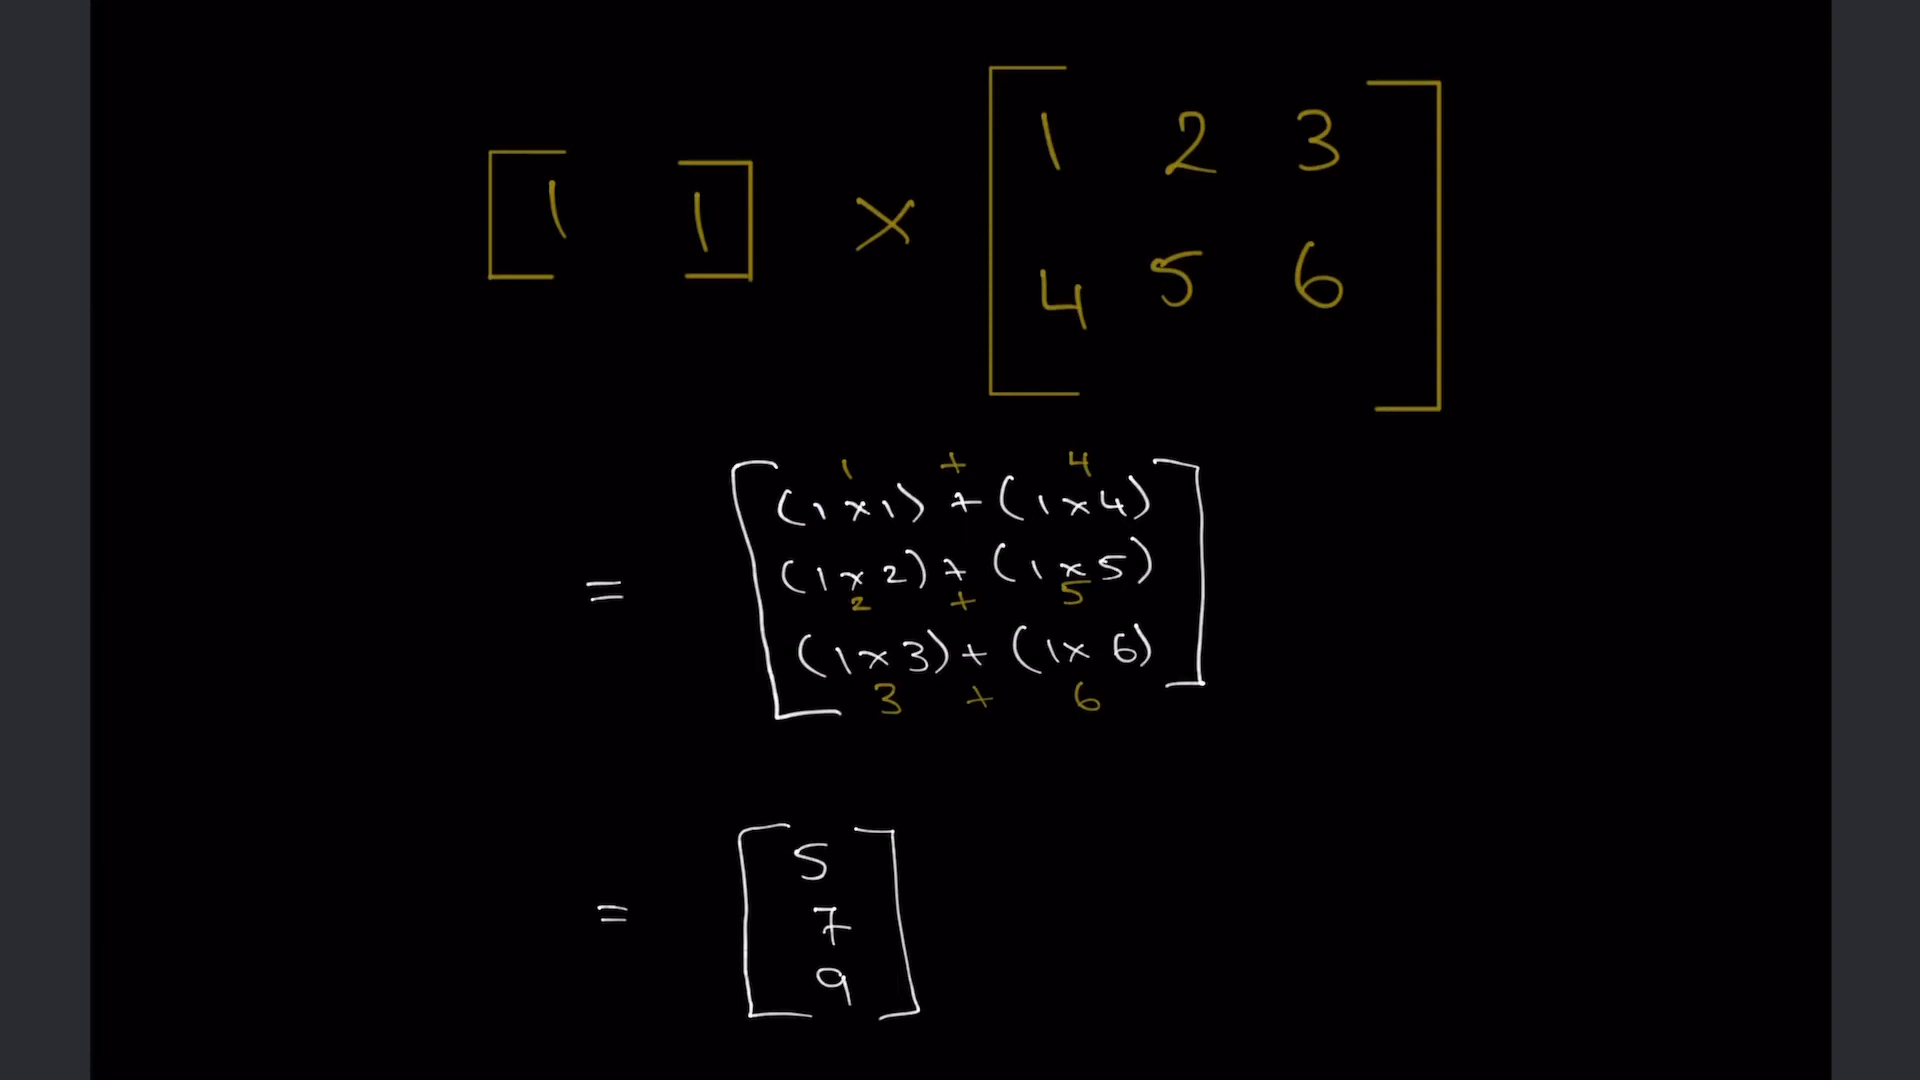 [1 1] × [1 2 3
4 5 6]
1 + 4
= [(1×1) + (1×4)
(1×2) + (1×5)
2 + 5
(1×3) + (1×6)]
3 + 6
= [5
7
9]